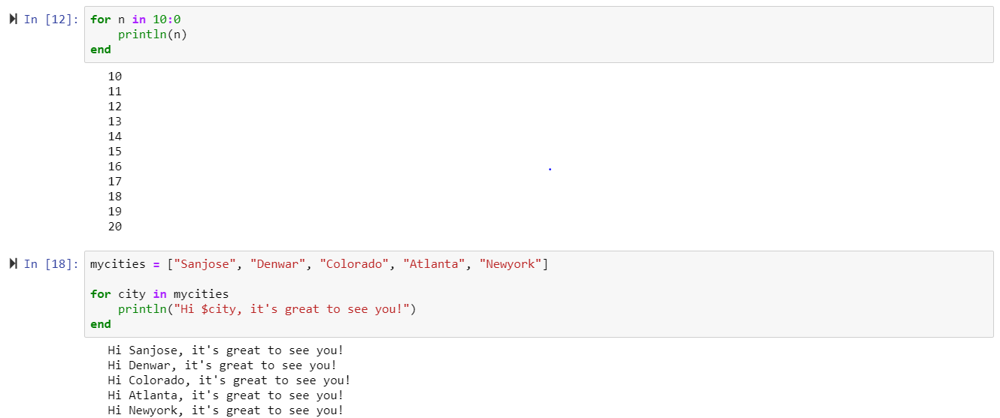 In [12]: for n in 10:0
println(n)
end
10
11
12
13
14
15
16
17
18
19
20
In [18]: mycities = ["Sanjose", "Denwar", "Colorado", "Atlanta", "Newyork"]
for city in mycities
println("Hi $city, it's great to see you!")
end
Hi Sanjose, it's great to see you!
Hi Denwar, it's great to see you!
Hi Colorado, it's great to see you!
Hi Atlanta, it's great to see you!
Hi Newyork, it's great to see you!